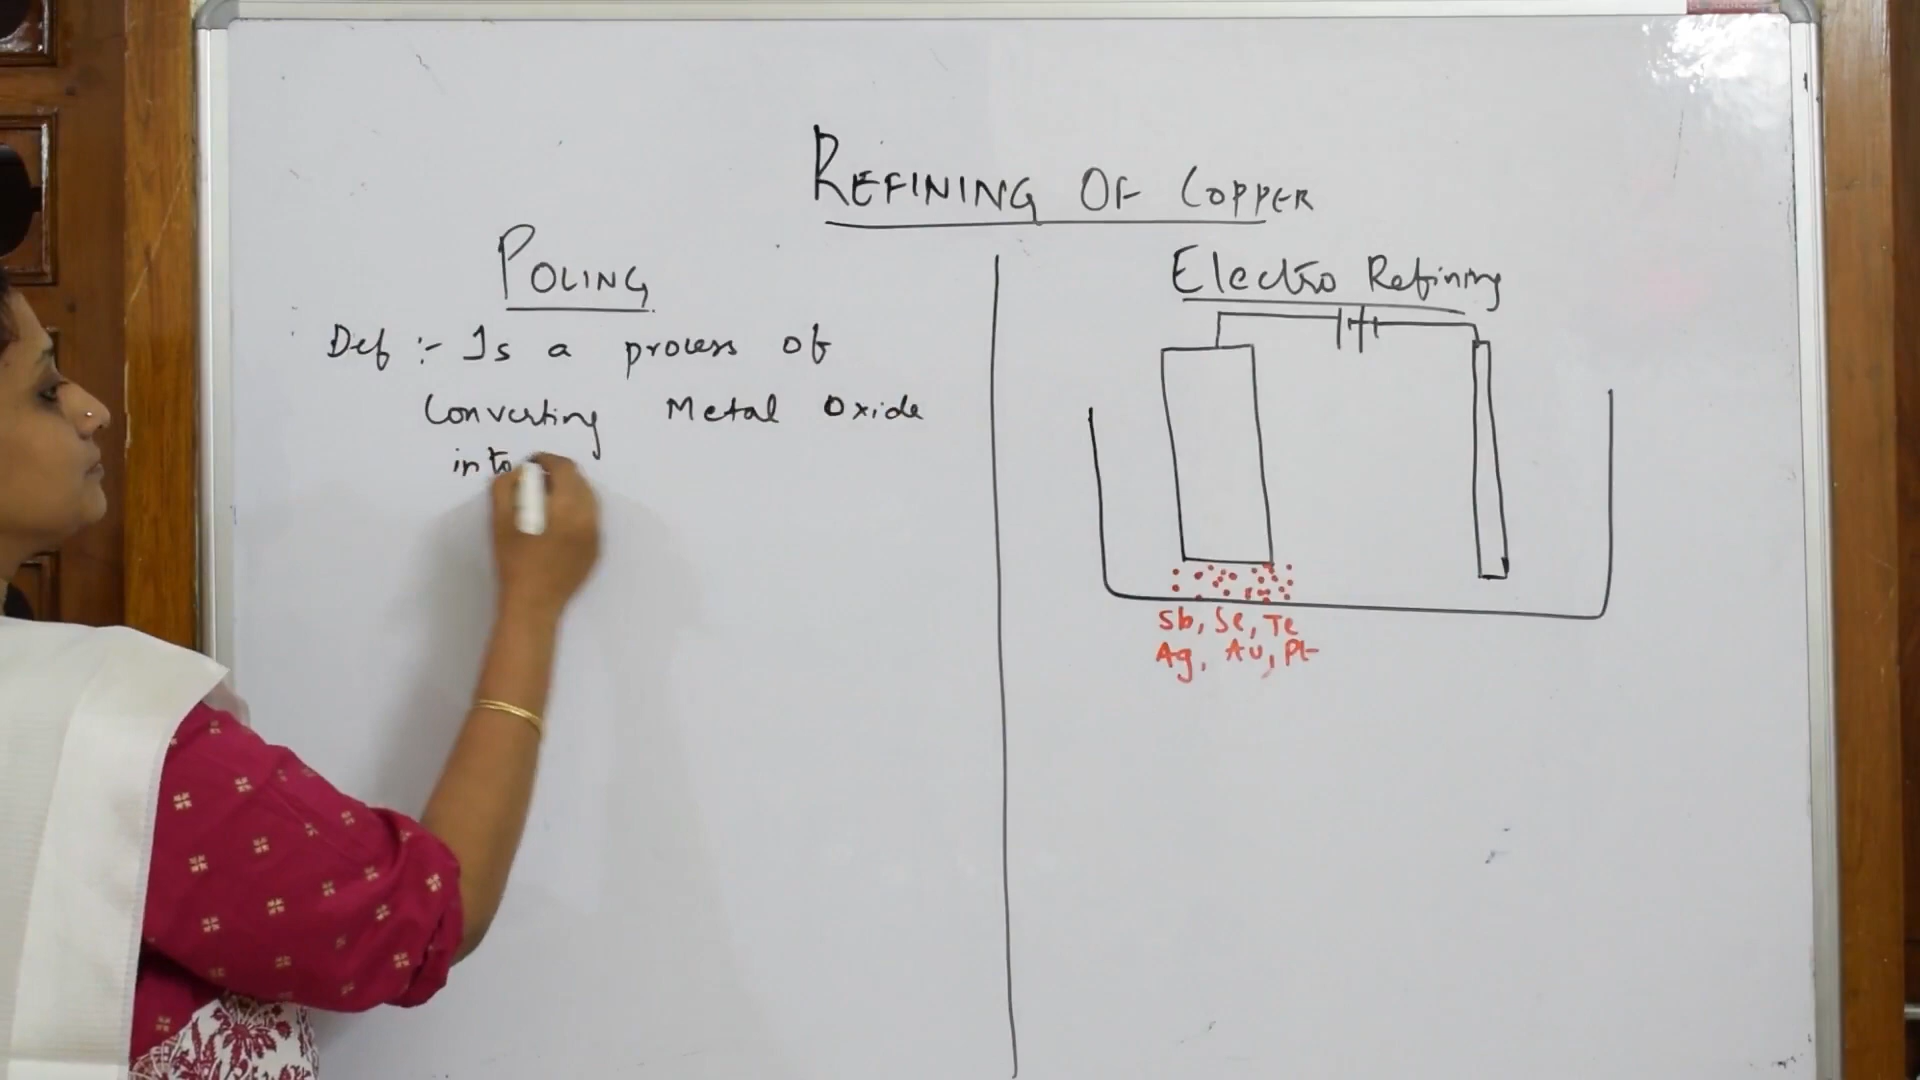 REFINING OF COPPER
POLING
Def :- Is a process of
Converting Metal Oxide
into
Electro Refining
Sb, Se, Te
Ag, Au, Pt